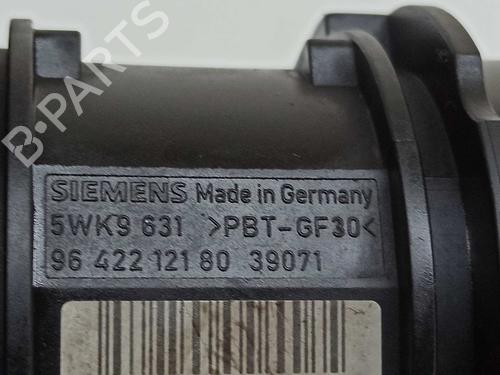 B-PARTS
SIEMENS Made in Germany
5WK9 631 >PBT-GF30<
96 422 121 80 39071